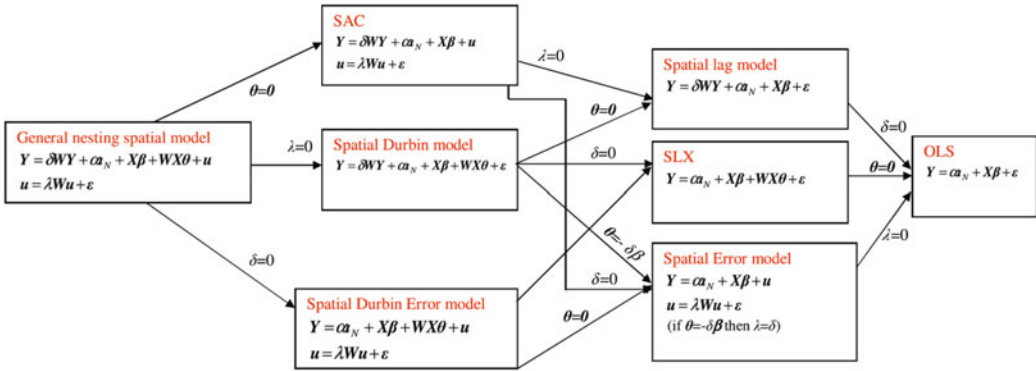 SAC
Y = δWY + αι_N + Xβ + u
u = λWu + ε
θ=0
General nesting spatial model
Y = δWY + αι_N + Xβ + WXθ + u
u = λWu + ε
λ=0
Spatial Durbin model
Y = δWY + αι_N + Xβ + WXθ + ε
δ=0
Spatial Durbin Error model
Y = αι_N + Xβ + WXθ + u
u = λWu + ε
λ=0
θ=0
δ=0
θ=- δβ
δ=0
θ=0
Spatial lag model
Y = δWY + αι_N + Xβ + ε
SLX
Y = αι_N + Xβ + WXθ + ε
Spatial Error model
Y = αι_N + Xβ + u
u = λWu + ε
(if θ=-δβ then λ=δ)
δ=0
θ=0
λ=0
OLS
Y = αι_N + Xβ + ε